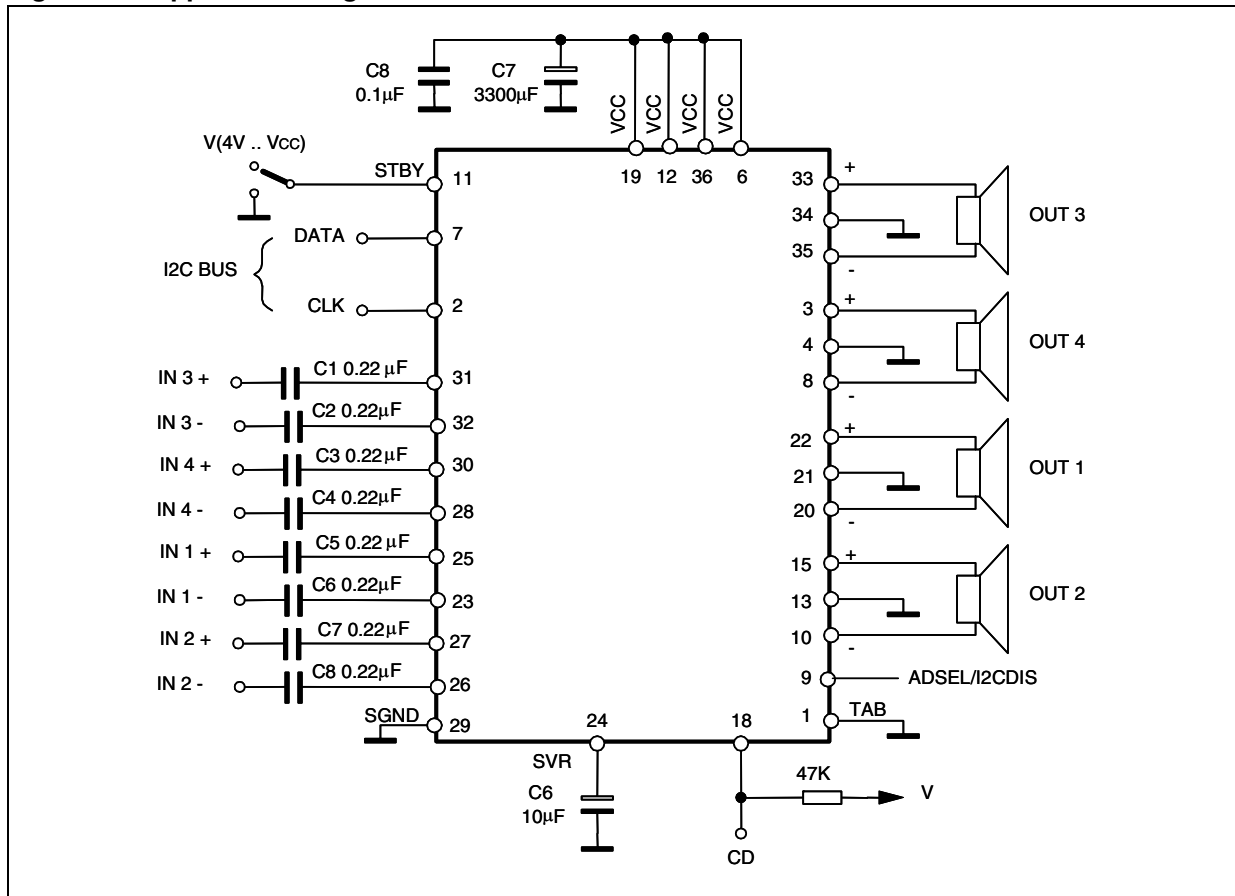 C8
0.1µF
C7
3300µF
VCC
VCC
VCC
VCC
V(4V .. VCC)
STBY
11
19
12
36
6
33
+
34
35
-
OUT 3
DATA
7
I2C BUS
CLK
2
3
+
4
8
-
OUT 4
IN 3 +
C1 0.22 µF
31
IN 3 -
C2 0.22µF
32
IN 4 +
C3 0.22µF
30
IN 4 -
C4 0.22µF
28
22
+
21
20
-
OUT 1
IN 1 +
C5 0.22 µF
25
IN 1 -
C6 0.22µF
23
IN 2 +
C7 0.22µF
27
IN 2 -
C8 0.22µF
26
15
+
13
10
-
OUT 2
9
ADSEL/I2CDIS
SGND
29
24
18
1
TAB
SVR
C6
10µF
47K
V
CD